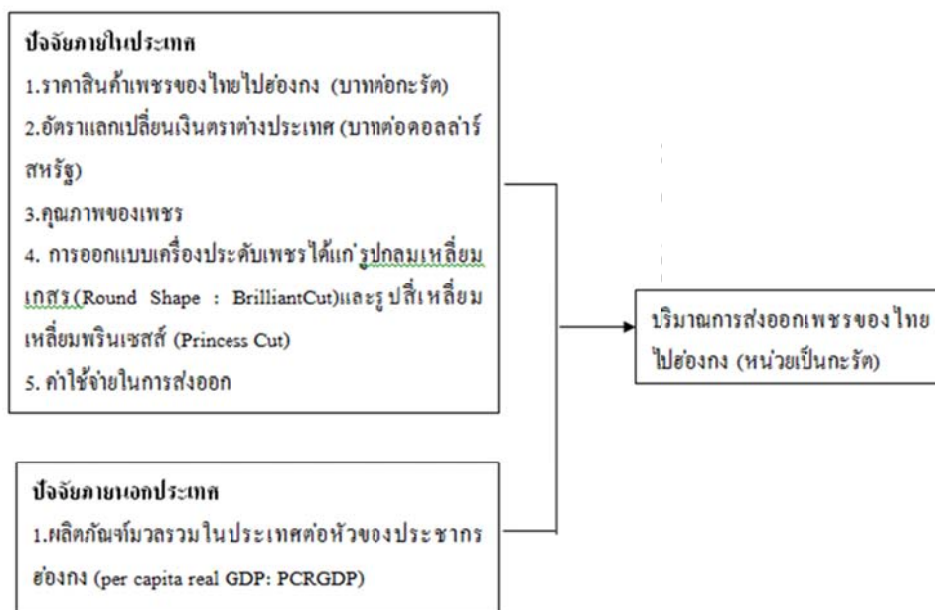 ปัจจัยภายในประเทศ
1.ราคาสินค้าเพชรของไทยไปฮ่องกง (บาทต่อกะรัต)
2.อัตราแลกเปลี่ยนเงินตราต่างประเทศ (บาทต่อดอลล่าร์
สหรัฐ)
3.คุณภาพของเพชร
4. การออกแบบเครื่องประดับเพชรได้แก่ รูปกลมเหลี่ยม
เกสร(Round Shape : BrilliantCut)และรูปสี่เหลี่ยม
เหลี่ยมพรินเซสส์ (Princess Cut)
5. ค่าใช้จ่ายในการส่งออก
ปริมาณการส่งออกเพชรของไทย
ไปฮ่องกง (หน่วยเป็นกะรัต)
ปัจจัยภายนอกประเทศ
1.ผลิตภัณฑ์มวลรวมในประเทศต่อหัวของประชากร
ฮ่องกง (per capita real GDP: PCRGDP)